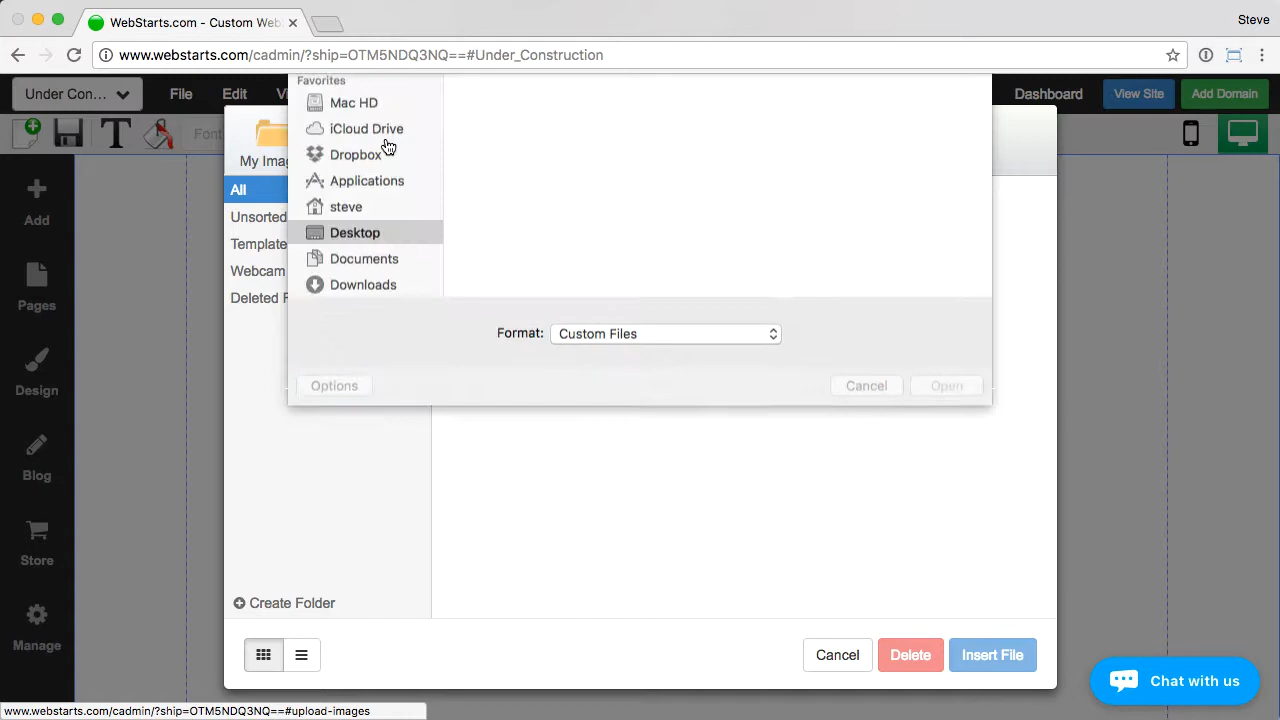 WebStarts.com - Custom Web
Steve
www.webstarts.com/cadmin/?ship=OTM5NDQ3NQ==#Under_Construction
Under Con...
File
Edit
Dashboard
View Site
Add Domain
Font
Favorites
Mac HD
iCloud Drive
Dropbox
Applications
steve
Desktop
Documents
Downloads
Format:
Custom Files
Options
Cancel
Open
My Imag
All
Unsorted
Template
Webcam
Deleted F
Create Folder
Add
Pages
Design
Blog
Store
Manage
Cancel
Delete
Insert File
Chat with us
www.webstarts.com/cadmin/?ship=OTM5NDQ3NQ==#upload-images